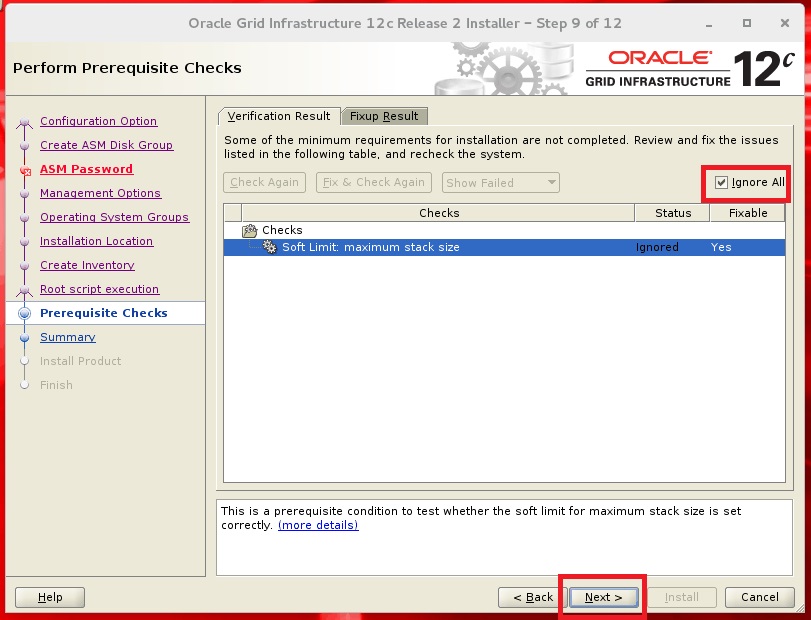 Oracle Grid Infrastructure 12c Release 2 Installer - Step 9 of 12
Perform Prerequisite Checks
ORACLE®
GRID INFRASTRUCTURE
12c
Configuration Option
Create ASM Disk Group
ASM Password
Management Options
Operating System Groups
Installation Location
Create Inventory
Root script execution
Prerequisite Checks
Summary
Install Product
Finish
Verification Result Fixup Result
Some of the minimum requirements for installation are not completed. Review and fix the issues
listed in the following table, and recheck the system.
Check Again Fix & Check Again Show Failed Ignore All
Checks Status Fixable
Checks
Soft Limit: maximum stack size Ignored Yes
This is a prerequisite condition to test whether the soft limit for maximum stack size is set
correctly. (more details)
Help < Back Next > Install Cancel